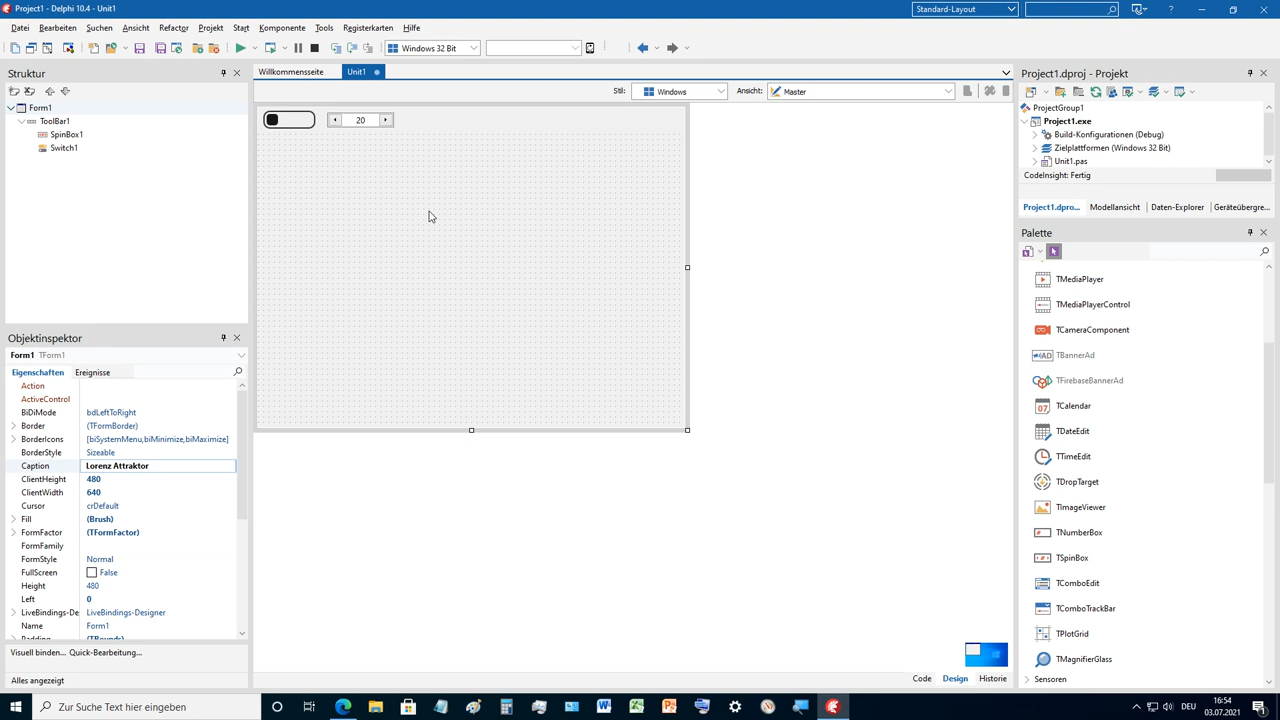 Project1 - Delphi 10.4 - Unit1
Standard-Layout
Datei Bearbeiten Suchen Ansicht Refactor Projekt Start Komponente Tools Registerkarten Hilfe
Windows 32 Bit
Struktur
Form1
ToolBar1
SpinBox1
Switch1
Willkommensseite
Unit1
Stil:
Windows
Ansicht:
Master
20
Project1.dproj - Projekt
ProjectGroup1
Project1.exe
Build-Konfigurationen (Debug)
Zielplattformen (Windows 32 Bit)
Unit1.pas
CodeInsight: Fertig
Project1.dpro... Modellansicht Daten-Explorer Geräteübergre...
Palette
TMediaPlayer
TMediaPlayerControl
TCameraComponent
TBannerAd
TFirebaseBannerAd
TCalendar
TDateEdit
TTimeEdit
TDropTarget
TImageViewer
TNumberBox
TSpinBox
TComboEdit
TComboTrackBar
TPlotGrid
TMagnifierGlass
Sensoren
Objektinspektor
Form1 TForm1
Eigenschaften Ereignisse
Action
ActiveControl
BiDiMode bdLeftToRight
Border (TFormBorder)
BorderIcons [biSystemMenu,biMinimize,biMaximize]
BorderStyle Sizeable
Caption Lorenz Attraktor
ClientHeight 480
ClientWidth 640
Cursor crDefault
Fill (Brush)
FormFactor (TFormFactor)
FormFamily
FormStyle Normal
FullScreen False
Height 480
Left 0
LiveBindings-De LiveBindings-Designer
Name Form1
Padding (TBounds)
Visuell binden... Quick-Bearbeitung...
Alles angezeigt
Code Design Historie
Zur Suche Text hier eingeben
DEU
16:54
03.07.2021